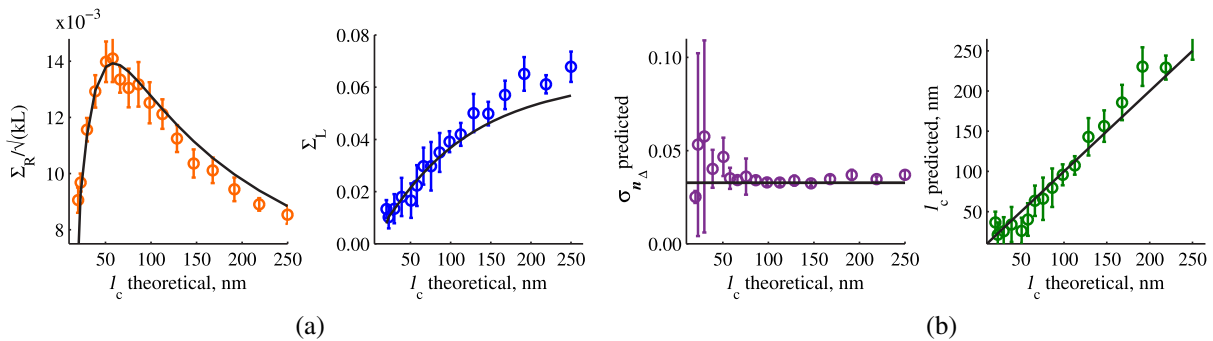 x10⁻³
14
12
10
8
Σ_R/√(kL)
50 100 150 200 250
l_c theoretical, nm
0.08
0.06
0.04
0.02
0.00
Σ_L
50 100 150 200 250
l_c theoretical, nm
(a)
0.10
0.05
0.00
σ_{n_Δ} predicted
50 100 150 200 250
l_c theoretical, nm
250
200
150
100
50
l_c predicted, nm
50 100 150 200 250
l_c theoretical, nm
(b)